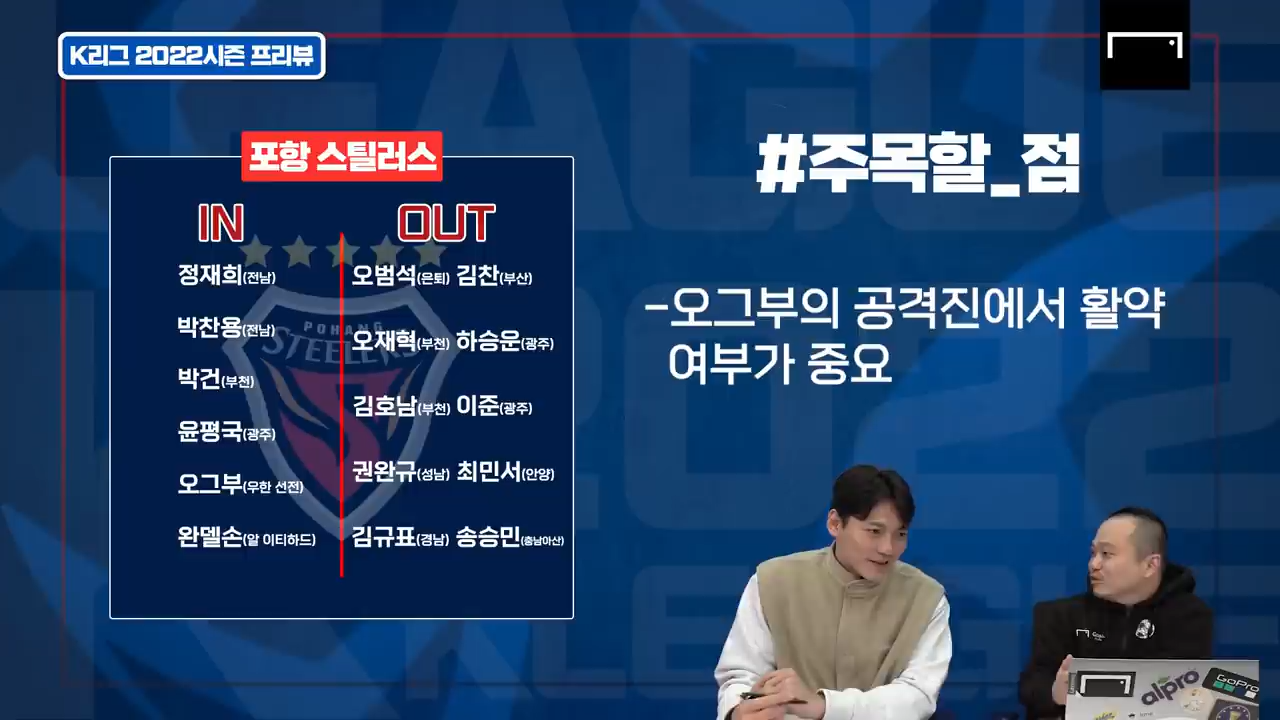 K리그 2022시즌 프리뷰
포항 스틸러스
IN OUT
정재희(전남)
박찬용(전남)
박건(부천)
윤평국(광주)
오그부(우한 선전)
완델손(알 이티하드)
오범석(은퇴) 김찬(부산)
오재혁(부천) 하승운(광주)
김호남(부천) 이준(광주)
권완규(성남) 최민서(안양)
김규표(경남) 송승민(충남아산)
POHANG
STEELERS
#주목할_점
-오그부의 공격진에서 활약
여부가 중요
alpro
GoPro
LEAGUE
2022